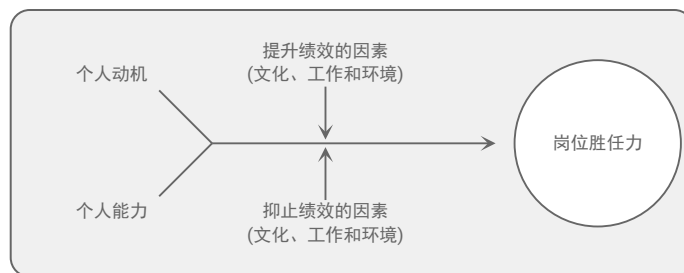 提升绩效的因素
(文化、工作和环境)
个人动机
岗位胜任力
个人能力
抑止绩效的因素
(文化、工作和环境)